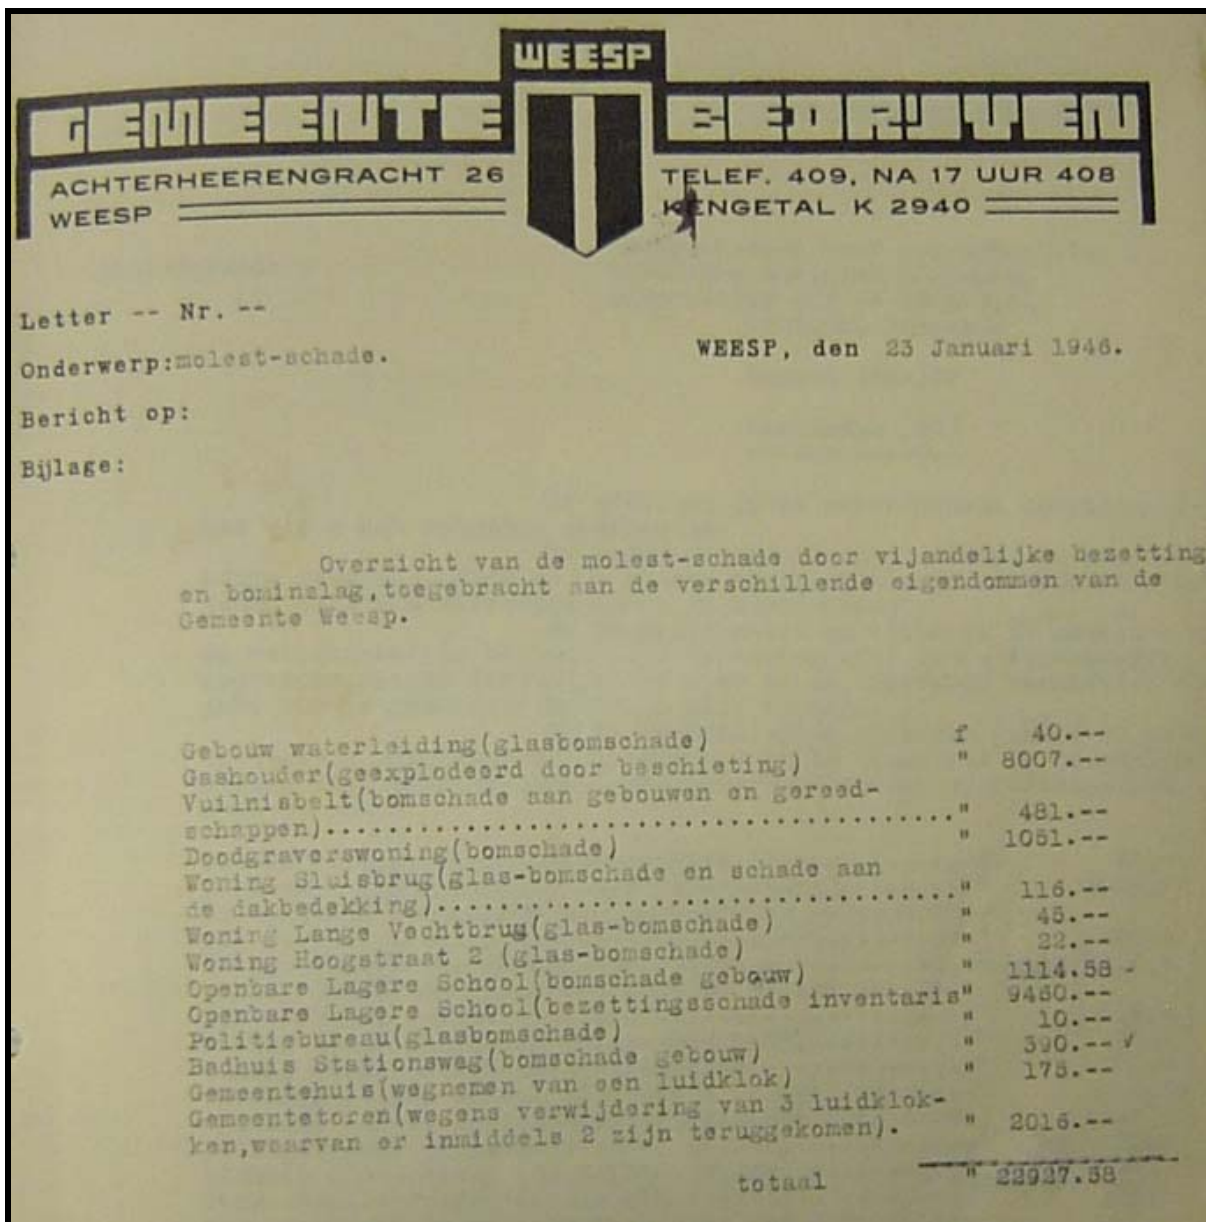 WEESP
GEMEENTE BEDRIJVEN
ACHTERHEERENGRACHT 26
WEESP
TELEF. 409, NA 17 UUR 408
KENGETAL K 2940
Letter -- Nr. --
Onderwerp:molest-schade.
WEESP, den 23 Januari 1946.
Bericht op:
Bijlage:
Overzicht van de molest-schade door vijandelijke bezetting
en bominslag,toegebracht aan de verschillende eigendommen van de
Gemeente Weesp.
Gebouw waterleiding(glasbomschade) f 40.--
Gashouder(geexplodeerd door beschieting) " 8007.--
Vuilnisbelt(bomschade aan gebouwen en gereed-
schappen)............................................." 481.--
Doodgraverswoning(bomschade) " 1051.--
Woning Sluisbrug(glas-bomschade en schade aan
de dakbedekking)....................................." 116.--
Woning Lange Vechtbrug(glas-bomschade) " 45.--
Woning Hoogstraat 2 (glas-bomschade) " 22.--
Openbare Lagere School(bomschade gebouw) " 1114.58 -
Openbare Lagere School(bezettingsschade inventaris" 9460.--
Politiebureau(glasbomschade) " 10.--
Badhuis Stationsweg(bomschade gebouw) " 390.-- √
Gemeentehuis(wegnemen van een luidklok) " 175.--
Gemeentetoren(wegens verwijdering van 3 luidklok-
ken,waarvan er inmiddels 2 zijn teruggekomen). " 2016.--
totaal " 22927.58